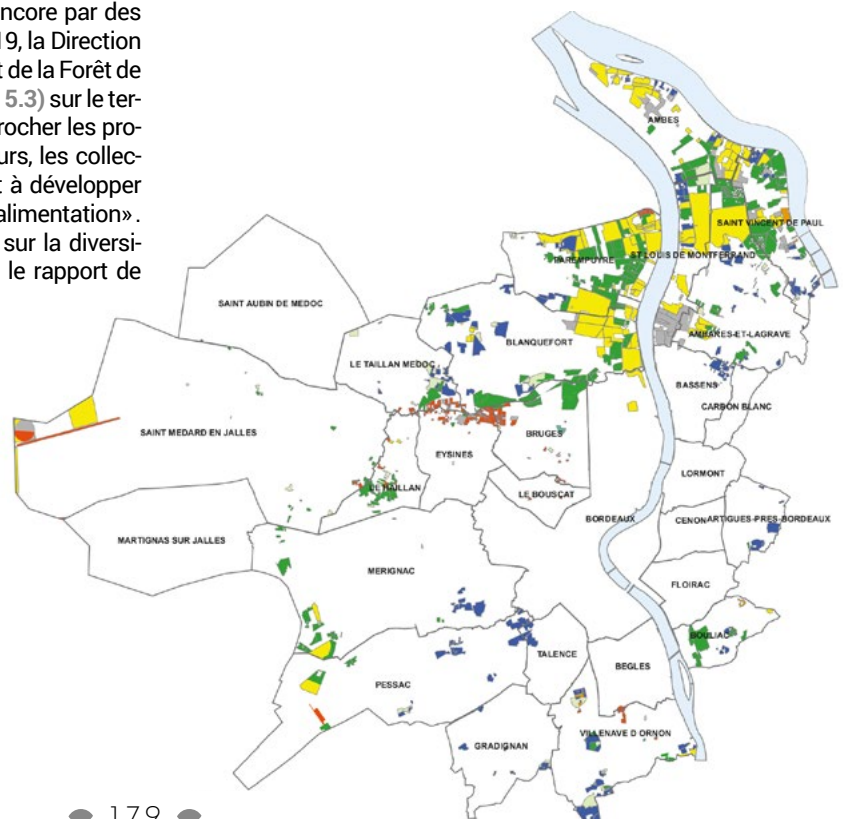 ncore par des
19, la Direction
t de la Forêt de
5.3) sur le ter-
rocher les pro-
urs, les collec-
t à développer
alimentation».
sur la diversi-
le rapport de
AMBES
SAINT VINCENT DE PAUL
PAREMPUYRE
ST LOUIS DE MONTFERRAND
SAINT AUBIN DE MEDOC
AMBARES-ET-LAGRAVE
BLANQUEFORT
LE TAILLAN MEDOC
BASSENS
CARBON BLANC
SAINT MEDARD EN JALLES
BRUGES
EYSINES
LORMONT
LE HAILLAN
LE BOUSCAT
BORDEAUX
CENON
ARTIGUES-PRES-BORDEAUX
MARTIGNAS SUR JALLES
MERIGNAC
FLOIRAC
BOULIAC
TALENCE
BEGLES
PESSAC
VILLENAVE D ORNON
GRADIGNAN
179